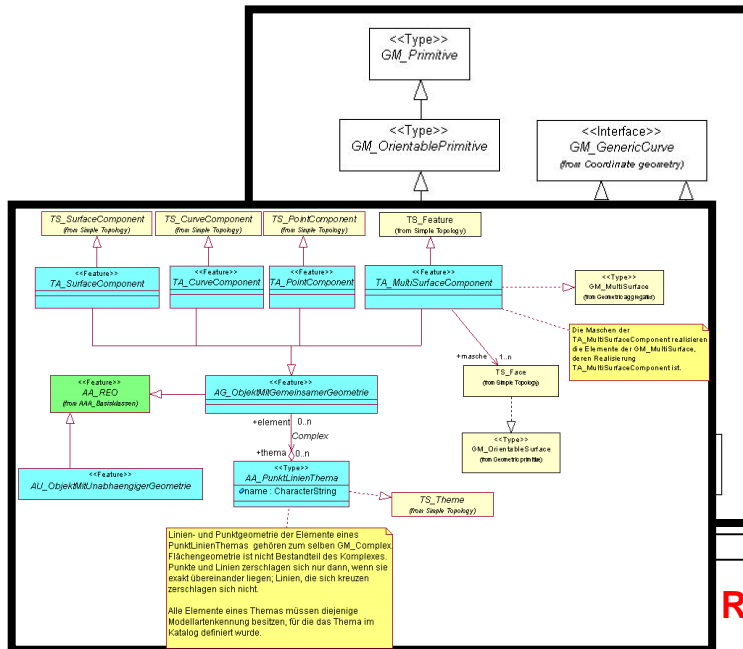 <<Type>>
GM_Primitive
<<Type>>
GM_OrientablePrimitive
<<Interface>>
GM_GenericCurve
(from Coordinate geometry)
TS_SurfaceComponent
(from Simple Topology)
TS_CurveComponent
(from Simple Topology)
TS_PointComponent
(from Simple Topology)
TS_Feature
(from Simple Topology)
<<Feature>>
TA_SurfaceComponent
<<Feature>>
TA_CurveComponent
<<Feature>>
TA_PointComponent
<<Feature>>
TA_MultiSurfaceComponent
<<Type>>
GM_MultiSurface
(from Geometric aggregates)
Die Maschen der
TA_MultiSurfaceComponent realisieren
die Elemente der GM_MultiSurface,
deren Realisierung
TA_MultiSurfaceComponent ist.
+masche
1..n
TS_Face
(from Simple Topology)
<<Feature>>
AA_REO
(from AAA_Basisklassen)
<<Feature>>
AG_ObjektMitGemeinsamerGeometrie
+element
0..n
Complex
+thema
0..n
<<Type>>
GM_OrientableSurface
(from Geometric primitive)
<<Feature>>
AU_ObjektMitUnabhaengigerGeometrie
<<Type>>
AA_PunktLinienThema
name : CharacterString
TS_Theme
(from Simple Topology)
Linien- und Punktgeometrie der Elemente eines
PunktLinienThemas gehören zum selben GM_Complex.
Flächengeometrie ist nicht Bestandteil des Komplexes.
Punkte und Linien zerschlagen sich nur dann, wenn sie
exakt übereinander liegen; Linien, die sich kreuzen
zerschlagen sich nicht.
Alle Elemente eines Themas müssen diejenige
Modellartenkennung besitzen, für die das Thema im
Katalog definiert wurde.
R